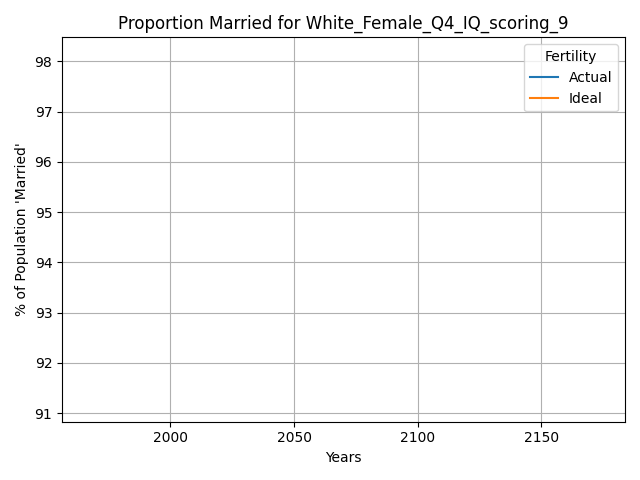 Proportion Married for White_Female_Q4_IQ_scoring_9
Fertility
Actual
Ideal
% of Population 'Married'
98
97
96
95
94
93
92
91
2000 2050 2100 2150
Years